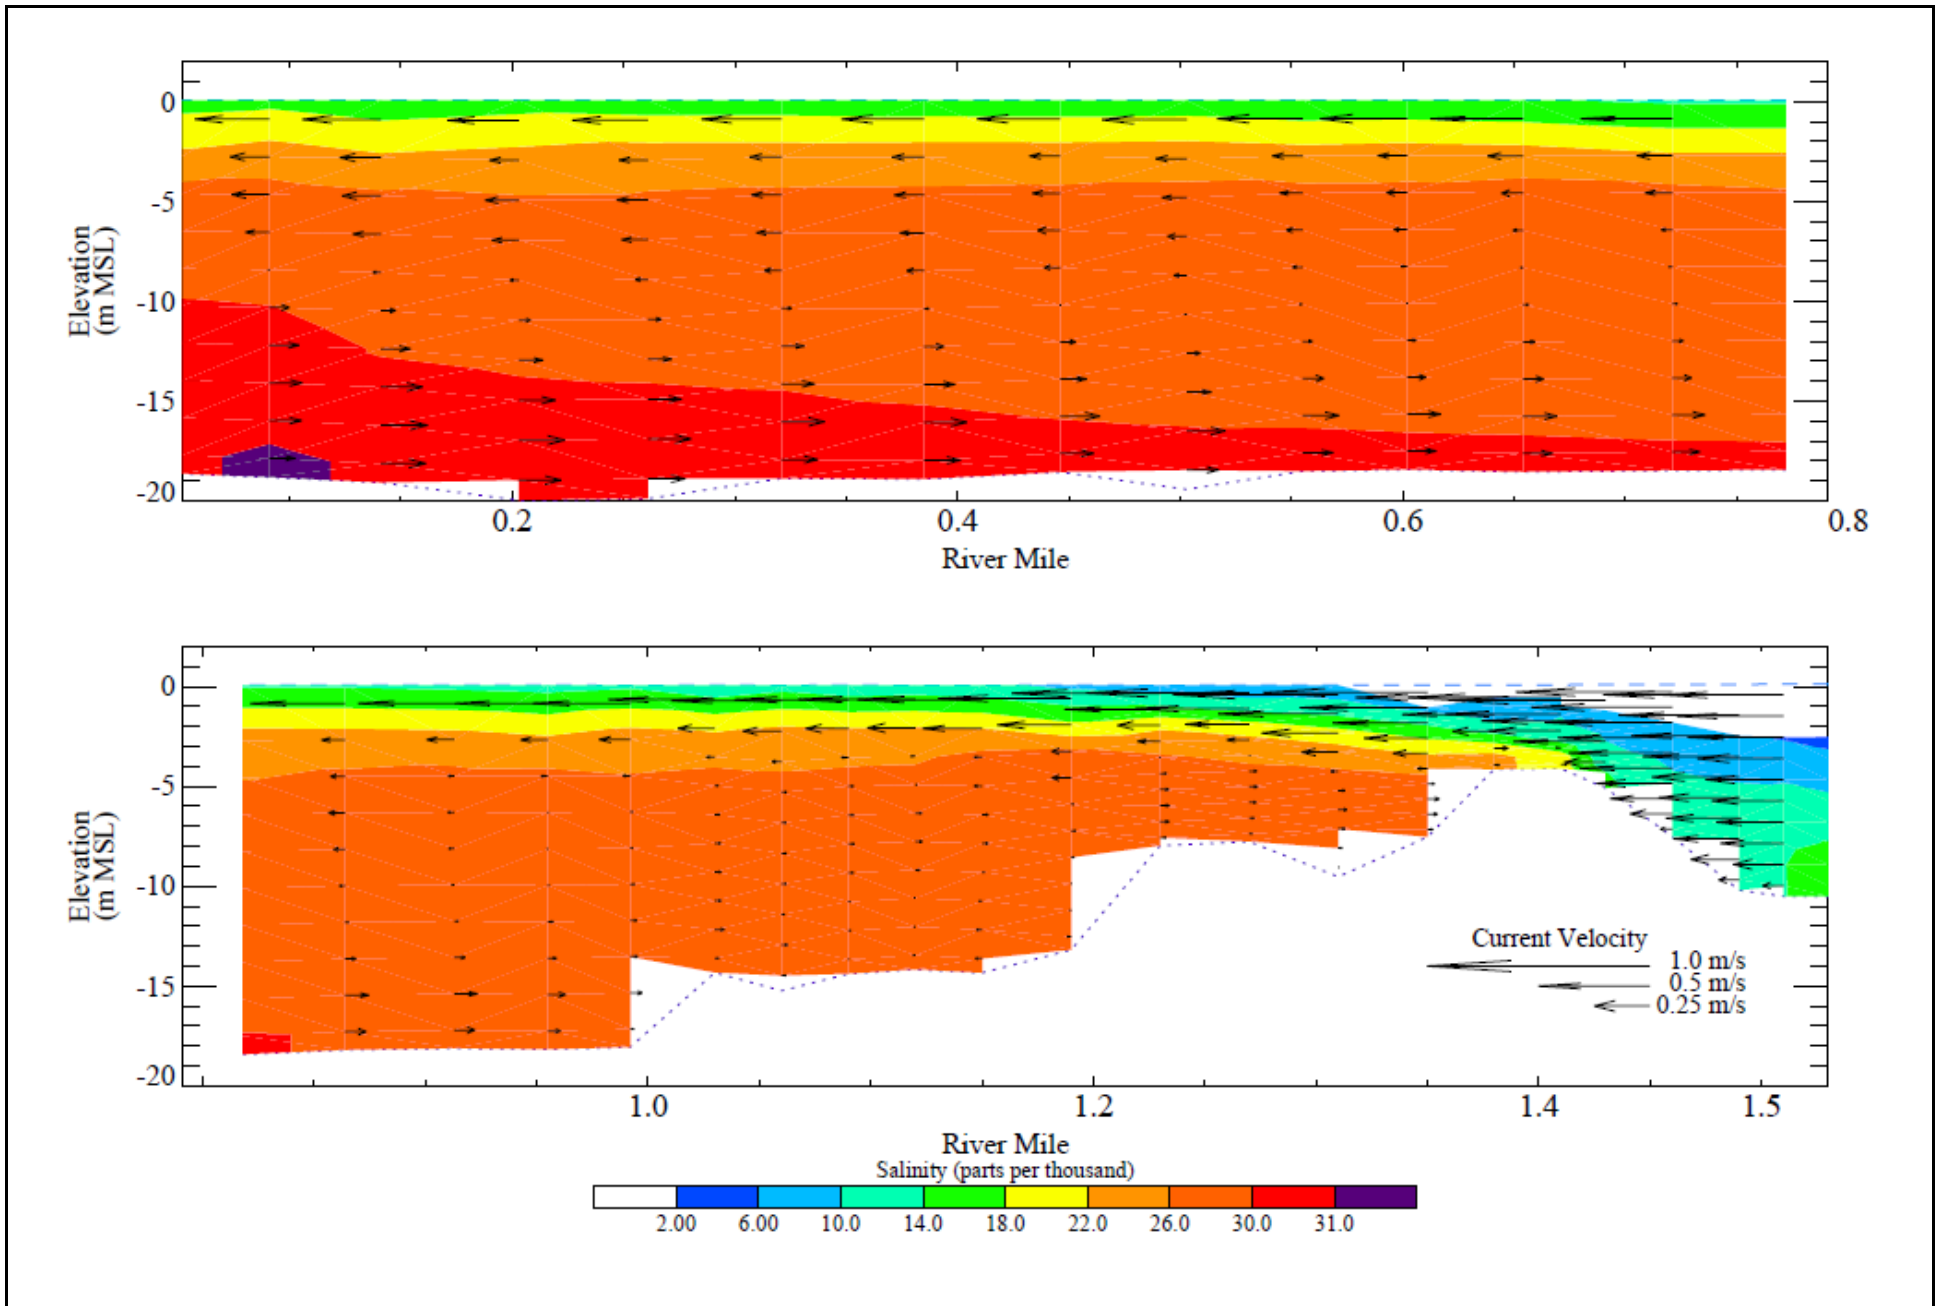 0
-5
-10
-15
-20
Elevation
(m MSL)
0.2 0.4 0.6 0.8
River Mile
0
-5
-10
-15
-20
Elevation
(m MSL)
Current Velocity
1.0 m/s
0.5 m/s
0.25 m/s
1.0 1.2 1.4 1.5
River Mile
Salinity (parts per thousand)
2.00 6.00 10.0 14.0 18.0 22.0 26.0 30.0 31.0